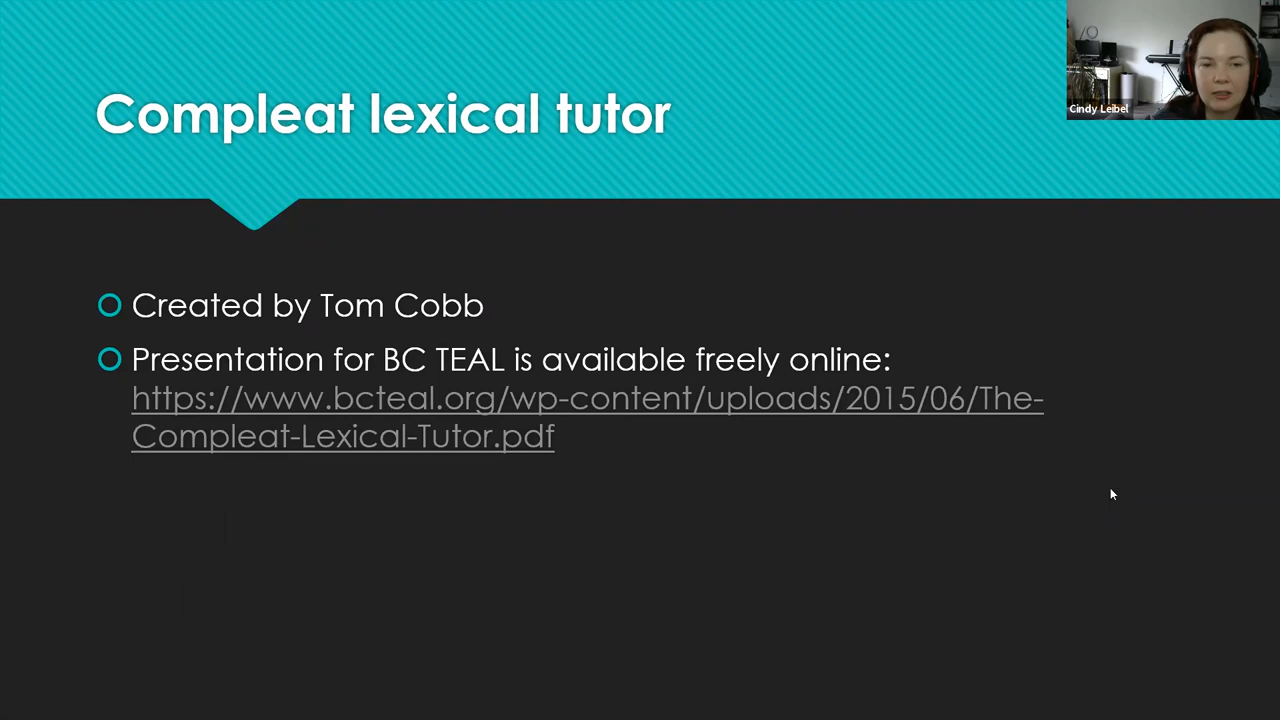 Compleat lexical tutor
Cindy Leibel
Created by Tom Cobb
Presentation for BC TEAL is available freely online:
https://www.bcteal.org/wp-content/uploads/2015/06/The-
Compleat-Lexical-Tutor.pdf